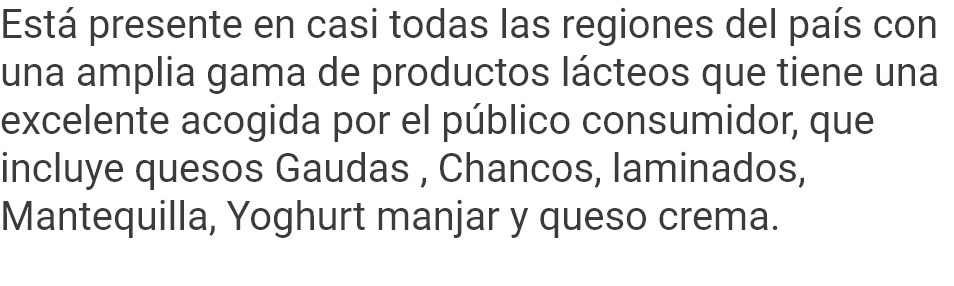 Está presente en casi todas las regiones del país con
una amplia gama de productos lácteos que tiene una
excelente acogida por el público consumidor, que
incluye quesos Gaudas , Chancos, laminados,
Mantequilla, Yoghurt manjar y queso crema.